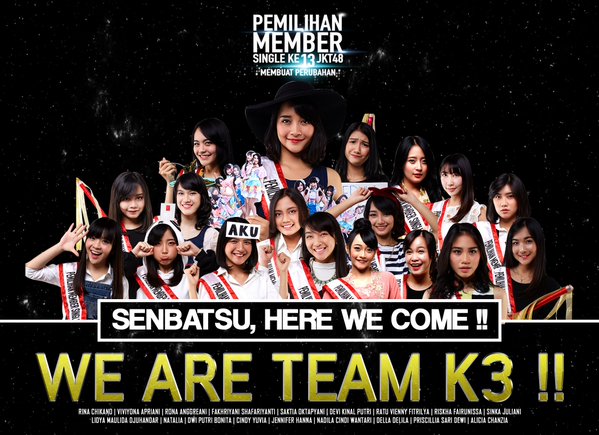 PEMILIHAN
MEMBER
SINGLE KE 13 JKT48
MEMBUAT PERUBAHAN.
AKU
SENBATSU, HERE WE COME !!
WE ARE TEAM K3 !!
RINA CHIKANO | VIVIYONA APRIANI | RONA ANGGREANI | FAKHRIYANI SHAFARIYANTI | SAKTIA OKTAPYANI | DEVI KINAL PUTRI | RATU VIENNY FITRILYA | RISKHA FAIRUNISSA | SINKA JULIANI
LIDYA MAULIDA DJUHANDAR | NATALIA | DWI PUTRI BONITA | CINDY YUVIA | JENNIFER HANNA | NADILA CINDI WANTARI | DELLA DELILA | PRISCILLIA SARI DEWI | ALICIA CHANZIA